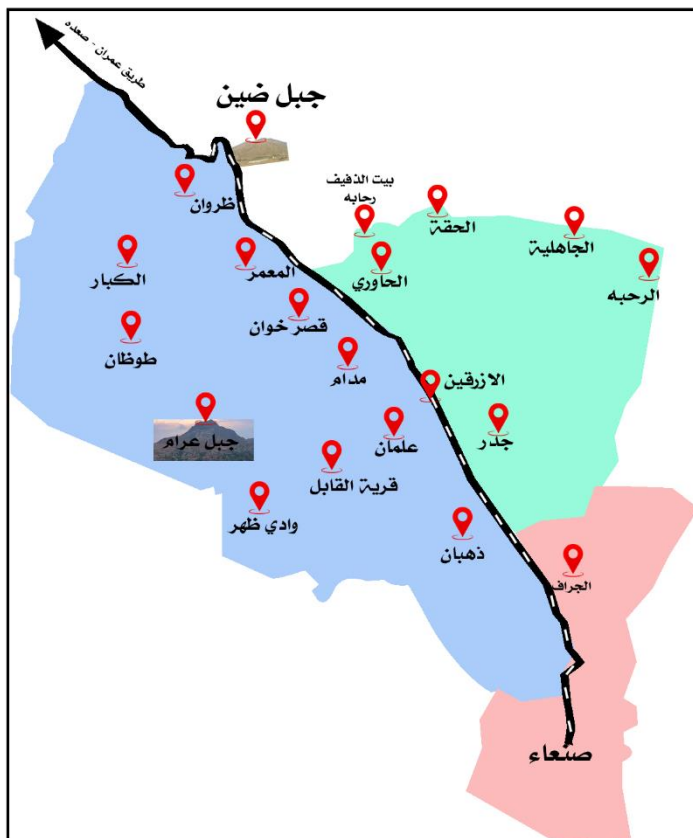 طريق عمران - صعده
جبل ضين
بيت الذفيف
رحابه
الحقة
الجاهلية
الرحبه
ظروان
المعمر
الحاوري
الكبار
قصر خوان
طوظان
مدام
الازرقين
جبل عرام
علمان
جدر
قرية القابل
وادي ظهر
ذهبان
الجراف
صنعاء